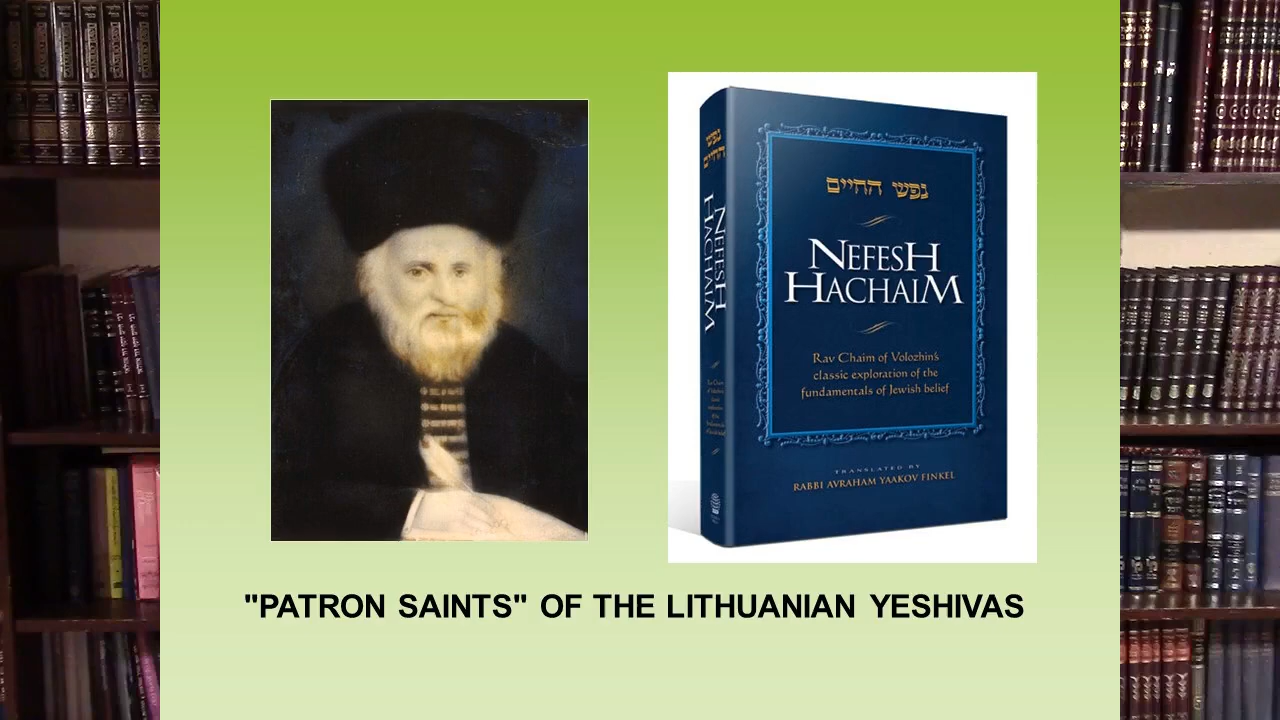 נפש
החיים
NEFESH
HACHAIM
נפש החיים
NEFESH
HACHAIM
Rav Chaim of Volozhin's
classic exploration of the
fundamentals of Jewish belief
TRANSLATED BY
RABBI AVRAHAM YAAKOV FINKEL
"PATRON SAINTS" OF THE LITHUANIAN YESHIVAS